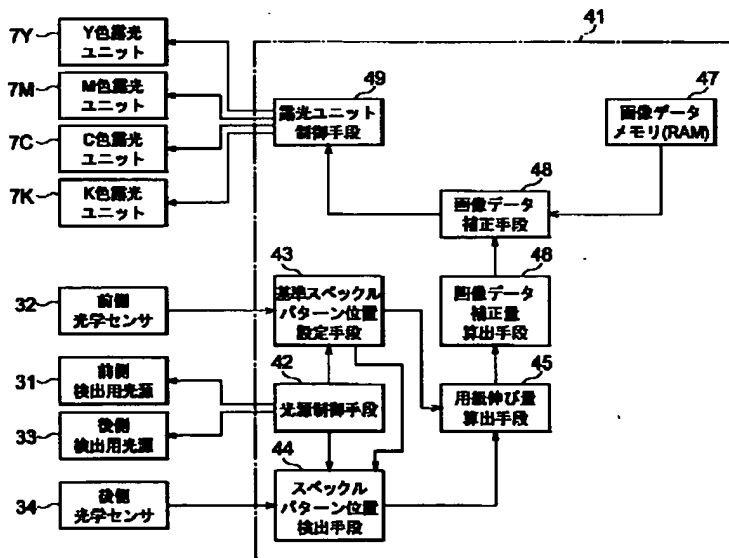 41
7Y
Y色露光
ユニット
7M
M色露光
ユニット
7C
C色露光
ユニット
7K
K色露光
ユニット
49
露光ユニット
制御手段
47
画像データ
メモリ(RAM)
48
画像データ
補正手段
43
基準スペックル
パターン位置
設定手段
48
画像データ
補正量
算出手段
32
前側
光学センサ
31
前側
検出用光源
42
光源制御手段
45
用紙伸び量
算出手段
33
後側
検出用光源
44
スペックル
パターン位置
検出手段
34
後側
光学センサ